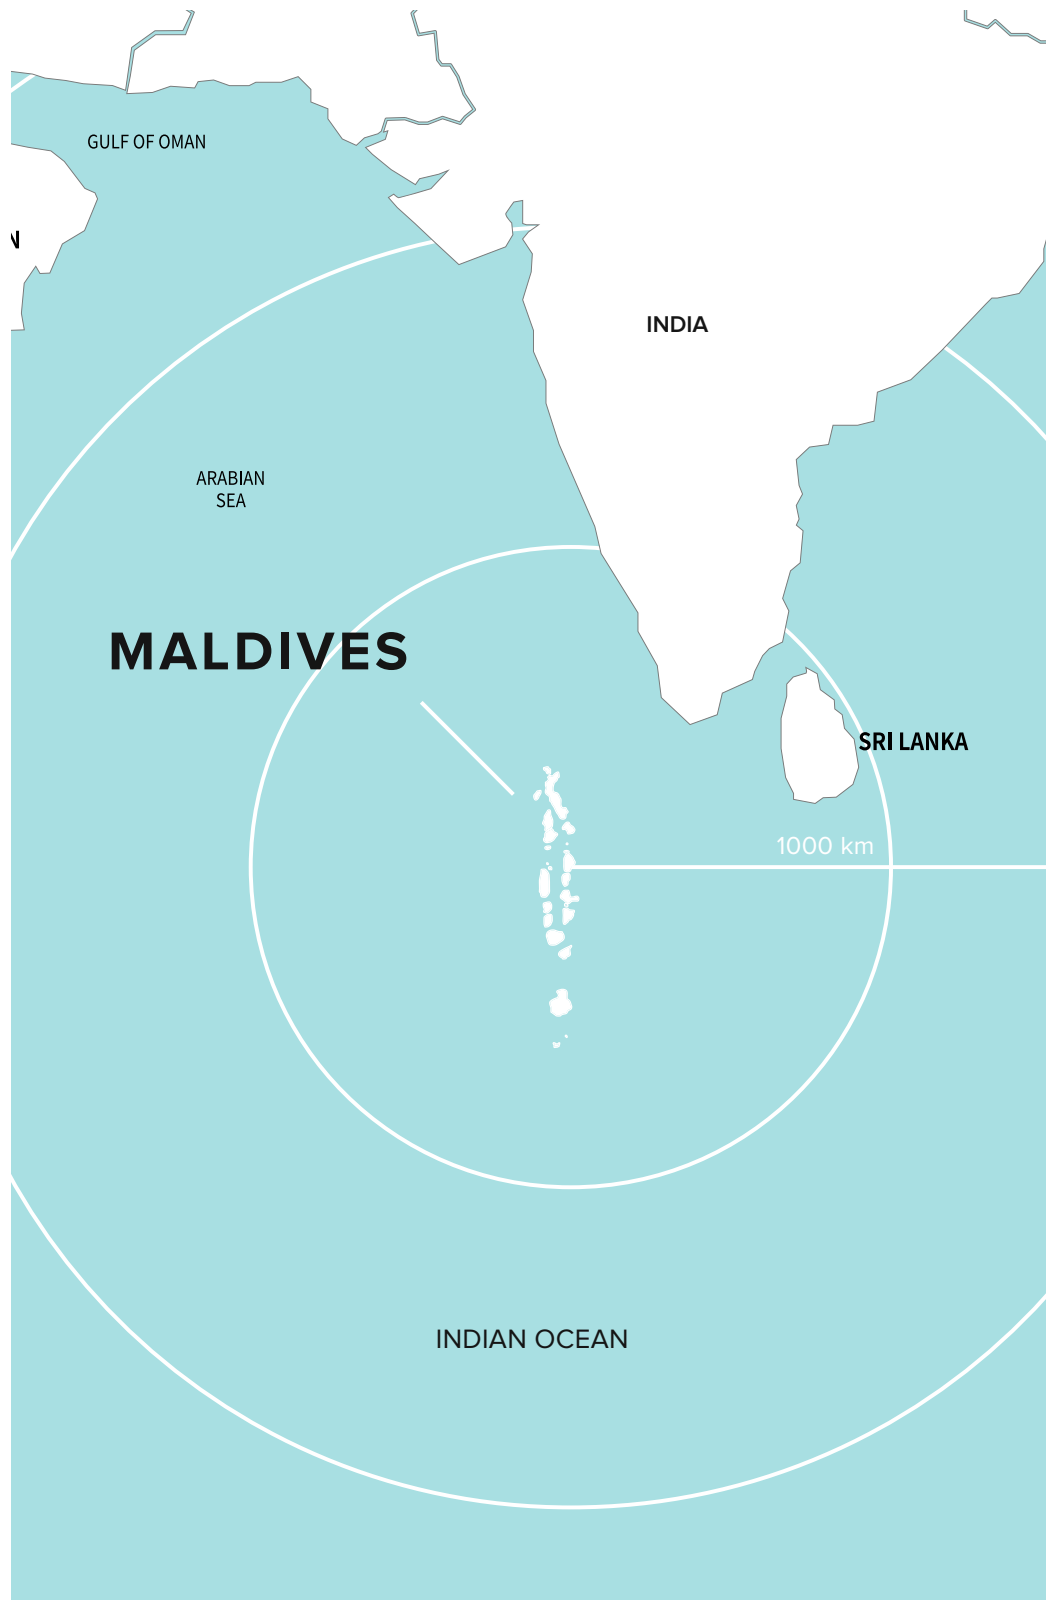 GULF OF OMAN
N
INDIA
ARABIAN
SEA
MALDIVES
SRI LANKA
1000 km
INDIAN OCEAN